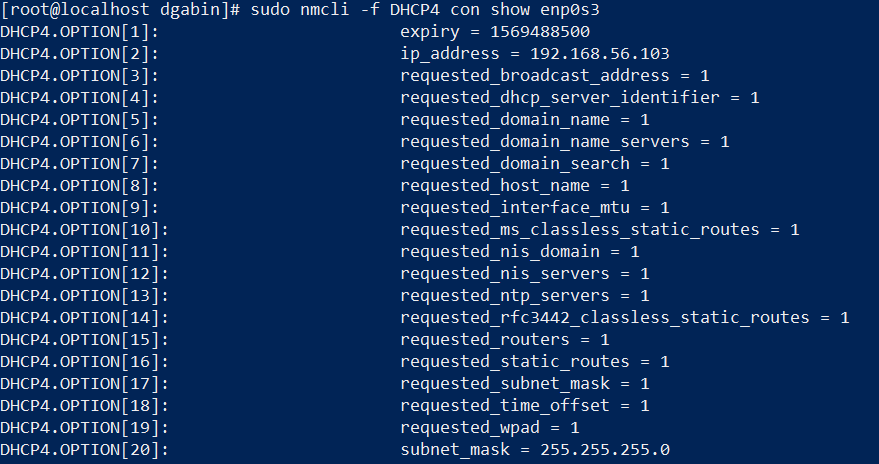 [root@localhost dgabin]# sudo nmcli -f DHCP4 con show enp0s3
DHCP4.OPTION[1]: expiry = 1569488500
DHCP4.OPTION[2]: ip_address = 192.168.56.103
DHCP4.OPTION[3]: requested_broadcast_address = 1
DHCP4.OPTION[4]: requested_dhcp_server_identifier = 1
DHCP4.OPTION[5]: requested_domain_name = 1
DHCP4.OPTION[6]: requested_domain_name_servers = 1
DHCP4.OPTION[7]: requested_domain_search = 1
DHCP4.OPTION[8]: requested_host_name = 1
DHCP4.OPTION[9]: requested_interface_mtu = 1
DHCP4.OPTION[10]: requested_ms_classless_static_routes = 1
DHCP4.OPTION[11]: requested_nis_domain = 1
DHCP4.OPTION[12]: requested_nis_servers = 1
DHCP4.OPTION[13]: requested_ntp_servers = 1
DHCP4.OPTION[14]: requested_rfc3442_classless_static_routes = 1
DHCP4.OPTION[15]: requested_routers = 1
DHCP4.OPTION[16]: requested_static_routes = 1
DHCP4.OPTION[17]: requested_subnet_mask = 1
DHCP4.OPTION[18]: requested_time_offset = 1
DHCP4.OPTION[19]: requested_wpad = 1
DHCP4.OPTION[20]: subnet_mask = 255.255.255.0